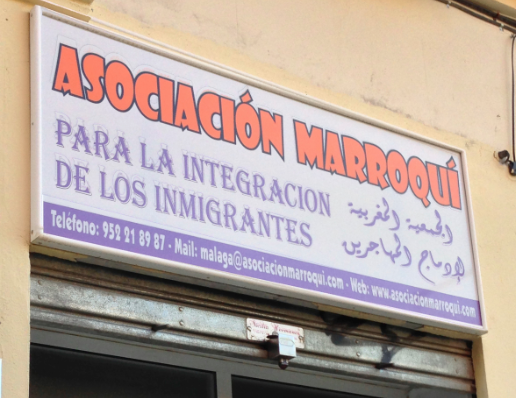 ASOCIACIÓN MARROQUÍ
PARA LA INTEGRACION
DE LOS INMIGRANTES
الجمعية المغربية
لإدماج المهاجرين
Teléfono: 952 21 89 87 - Mail: malaga@asociacionmarroqui.com - Web: www.asociacionmarroqui.com